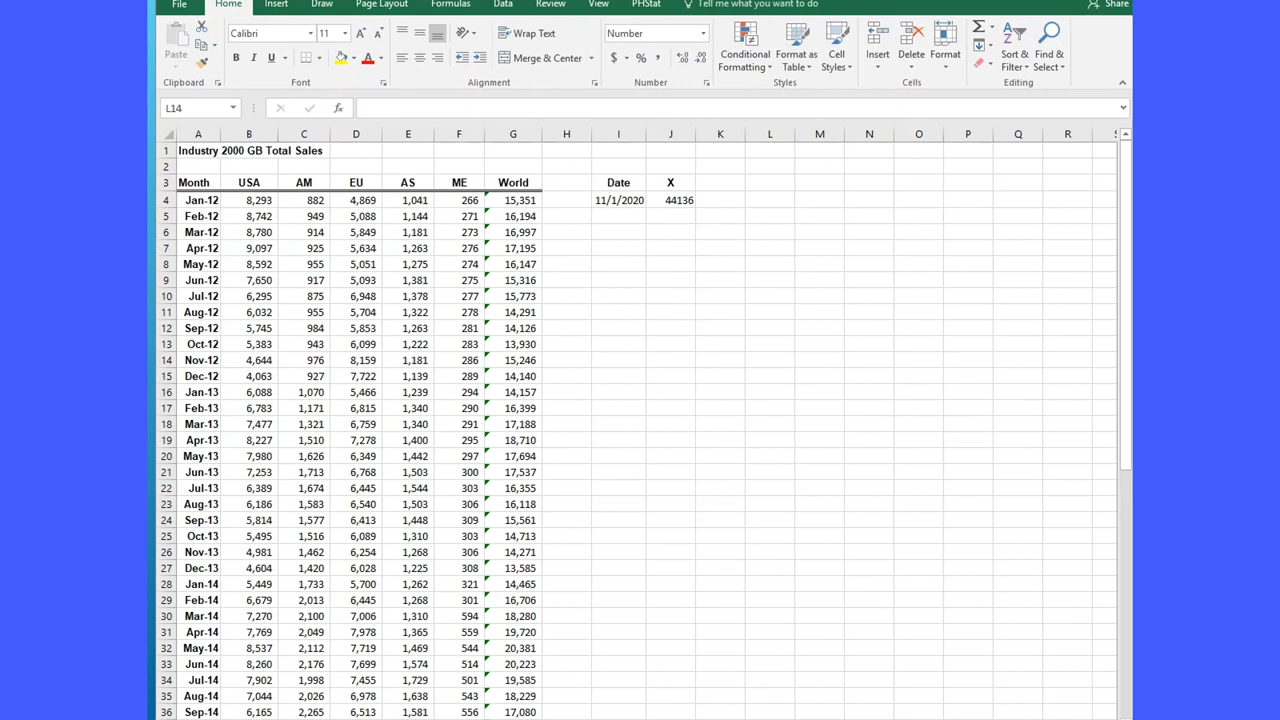 File Home Insert Draw Page Layout Formulas Data Review View PHStat Tell me what you want to do Share
Calibri 11 Wrap Text Number
Paste B I U Merge & Center $ % Conditional Formatting Format as Table Cell Styles Insert Delete Format Sort & Filter Find & Select
Clipboard Font Alignment Number Styles Cells Editing
L14 fx
A B C D E F G H I J K L M N O P Q R S
1 Industry 2000 GB Total Sales
2
3 Month USA AM EU AS ME World Date X
4 Jan-12 8,293 882 4,869 1,041 266 15,351 11/1/2020 44136
5 Feb-12 8,742 949 5,088 1,144 271 16,194
6 Mar-12 8,780 914 5,849 1,181 273 16,997
7 Apr-12 9,097 925 5,634 1,263 276 17,195
8 May-12 8,592 955 5,051 1,275 274 16,147
9 Jun-12 7,650 917 5,093 1,381 275 15,316
10 Jul-12 6,295 875 6,948 1,378 277 15,773
11 Aug-12 6,032 955 5,704 1,322 278 14,291
12 Sep-12 5,745 984 5,853 1,263 281 14,126
13 Oct-12 5,383 943 6,099 1,222 283 13,930
14 Nov-12 4,644 976 8,159 1,181 286 15,246
15 Dec-12 4,063 927 7,722 1,139 289 14,140
16 Jan-13 6,088 1,070 5,466 1,239 294 14,157
17 Feb-13 6,783 1,171 6,815 1,340 290 16,399
18 Mar-13 7,477 1,321 6,759 1,340 291 17,188
19 Apr-13 8,227 1,510 7,278 1,400 295 18,710
20 May-13 7,980 1,626 6,349 1,442 297 17,694
21 Jun-13 7,253 1,713 6,768 1,503 300 17,537
22 Jul-13 6,389 1,674 6,445 1,544 303 16,355
23 Aug-13 6,186 1,583 6,540 1,503 306 16,118
24 Sep-13 5,814 1,577 6,413 1,448 309 15,561
25 Oct-13 5,495 1,516 6,089 1,310 303 14,713
26 Nov-13 4,981 1,462 6,254 1,268 306 14,271
27 Dec-13 4,604 1,420 6,028 1,225 308 13,585
28 Jan-14 5,449 1,733 5,700 1,262 321 14,465
29 Feb-14 6,679 2,013 6,445 1,268 301 16,706
30 Mar-14 7,270 2,100 7,006 1,310 594 18,280
31 Apr-14 7,769 2,049 7,978 1,365 559 19,720
32 May-14 8,537 2,112 7,719 1,469 544 20,381
33 Jun-14 8,260 2,176 7,699 1,574 514 20,223
34 Jul-14 7,902 1,998 7,455 1,729 501 19,585
35 Aug-14 7,044 2,026 6,978 1,638 543 18,229
36 Sep-14 6,165 2,265 6,513 1,581 556 17,080